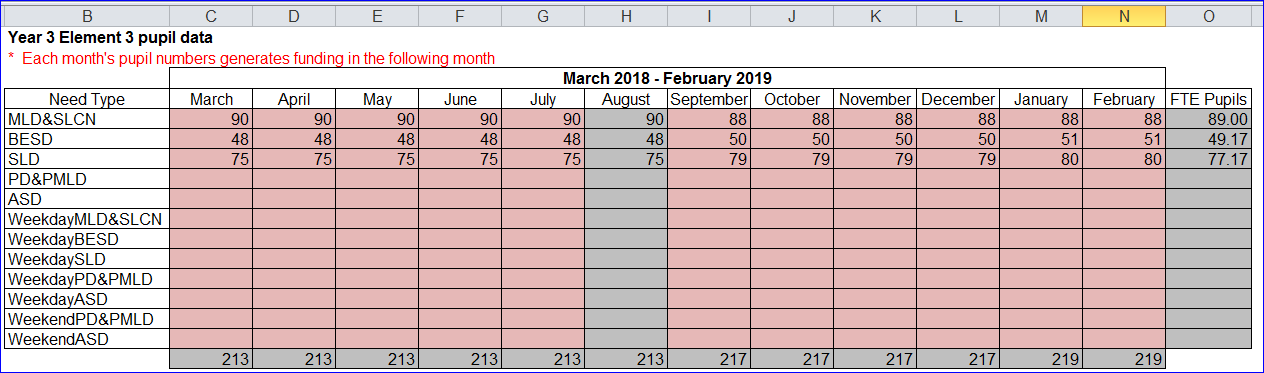 B C D E F G H I J K L M N O
Year 3 Element 3 pupil data
* Each month's pupil numbers generates funding in the following month
March 2018 - February 2019
Need Type March April May June July August September October November December January February FTE Pupils
MLD&SLCN 90 90 90 90 90 90 88 88 88 88 88 88 89.00
BESD 48 48 48 48 48 48 50 50 50 50 51 51 49.17
SLD 75 75 75 75 75 75 79 79 79 79 80 80 77.17
PD&PMLD
ASD
WeekdayMLD&SLCN
WeekdayBESD
WeekdaySLD
WeekdayPD&PMLD
WeekdayASD
WeekendPD&PMLD
WeekendASD
213 213 213 213 213 213 217 217 217 217 219 219